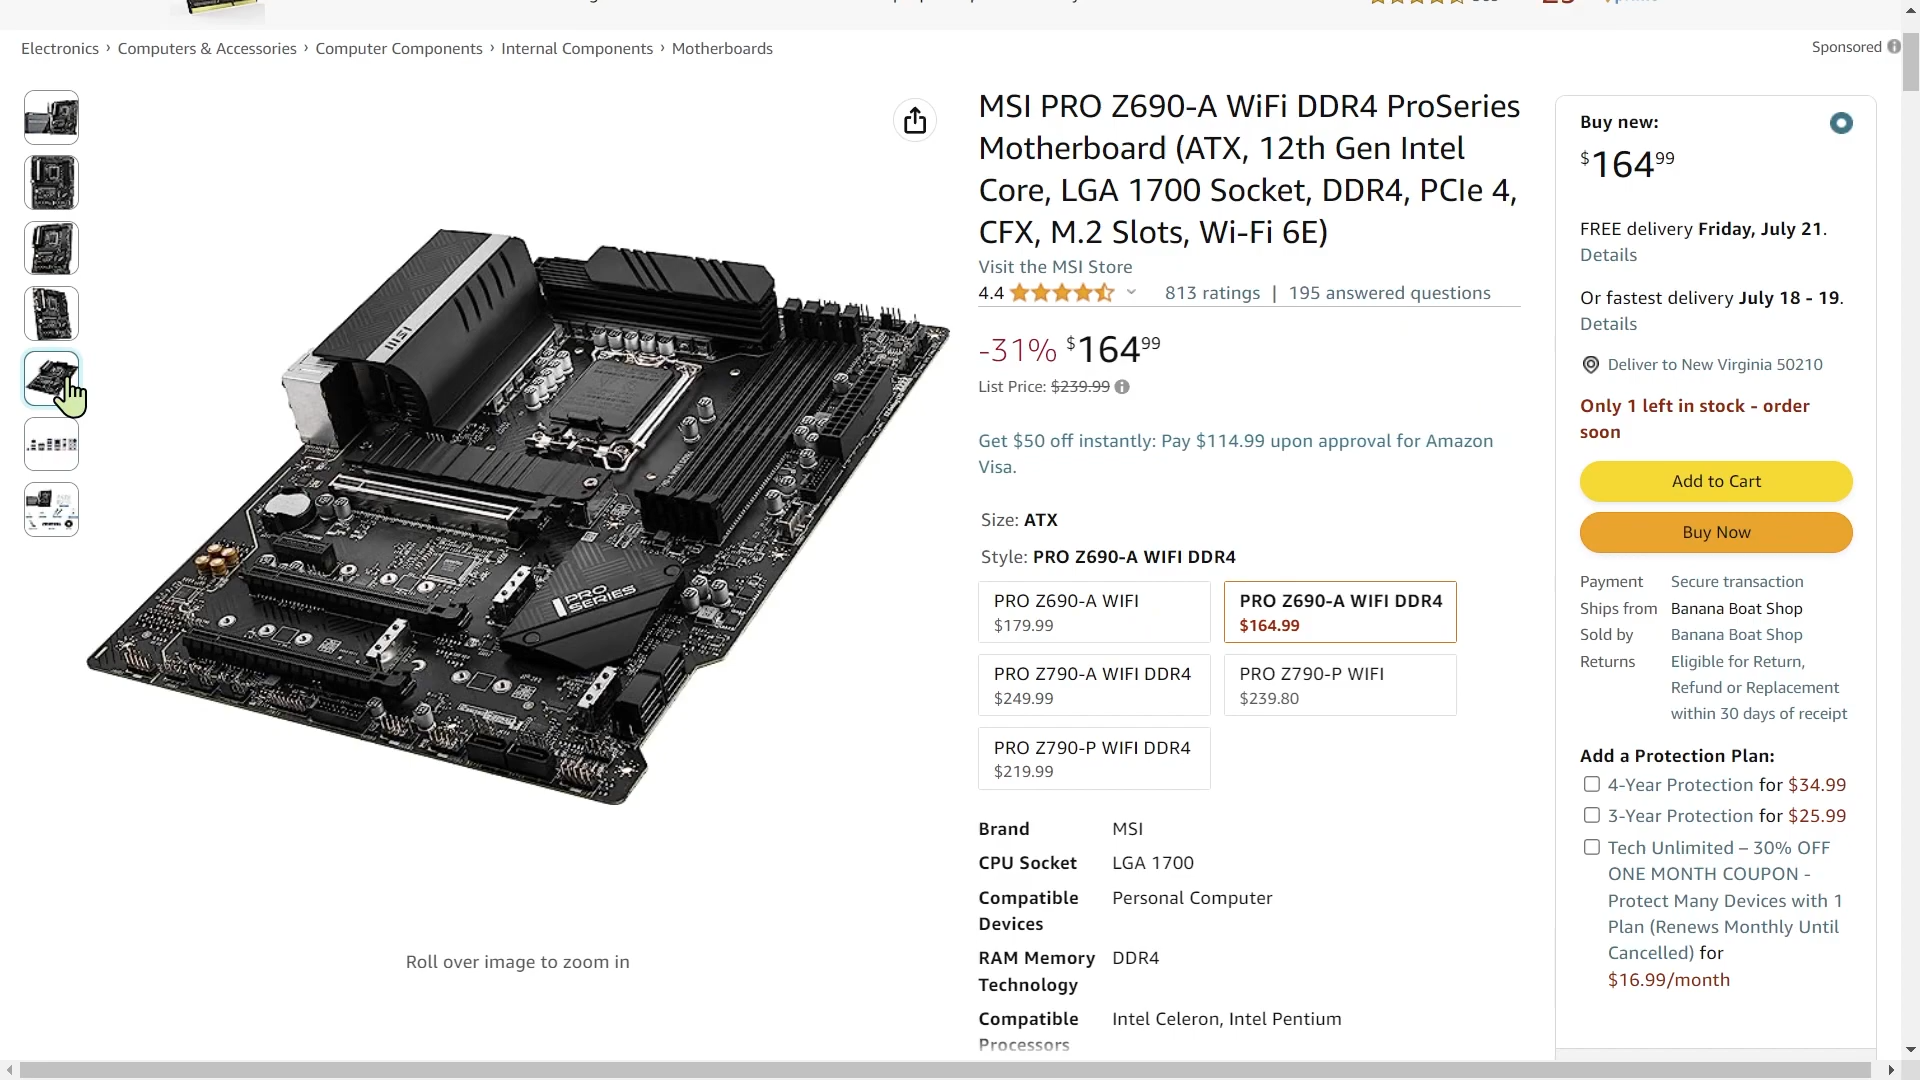 Electronics › Computers & Accessories › Computer Components › Internal Components › Motherboards
Sponsored
MSI PRO Z690-A WiFi DDR4 ProSeries
Motherboard (ATX, 12th Gen Intel
Core, LGA 1700 Socket, DDR4, PCIe 4,
CFX, M.2 Slots, Wi-Fi 6E)
Visit the MSI Store
4.4
813 ratings | 195 answered questions
-31% $164 99
List Price: $239.99
Get $50 off instantly: Pay $114.99 upon approval for Amazon
Visa.
Size: ATX
Style: PRO Z690-A WIFI DDR4
PRO Z690-A WIFI
$179.99
PRO Z690-A WIFI DDR4
$164.99
PRO Z790-A WIFI DDR4
$249.99
PRO Z790-P WIFI
$239.80
PRO Z790-P WIFI DDR4
$219.99
Brand MSI
CPU Socket LGA 1700
Compatible Personal Computer
Devices
RAM Memory DDR4
Technology
Compatible Intel Celeron, Intel Pentium
Processors
msi
PRO
SERIES
Roll over image to zoom in
Buy new:
$164 99
FREE delivery Friday, July 21.
Details
Or fastest delivery July 18 - 19.
Details
Deliver to New Virginia 50210
Only 1 left in stock - order
soon
Add to Cart
Buy Now
Payment Secure transaction
Ships from Banana Boat Shop
Sold by Banana Boat Shop
Returns Eligible for Return,
Refund or Replacement
within 30 days of receipt
Add a Protection Plan:
4-Year Protection for $34.99
3-Year Protection for $25.99
Tech Unlimited – 30% OFF
ONE MONTH COUPON -
Protect Many Devices with 1
Plan (Renews Monthly Until
Cancelled) for
$16.99/month